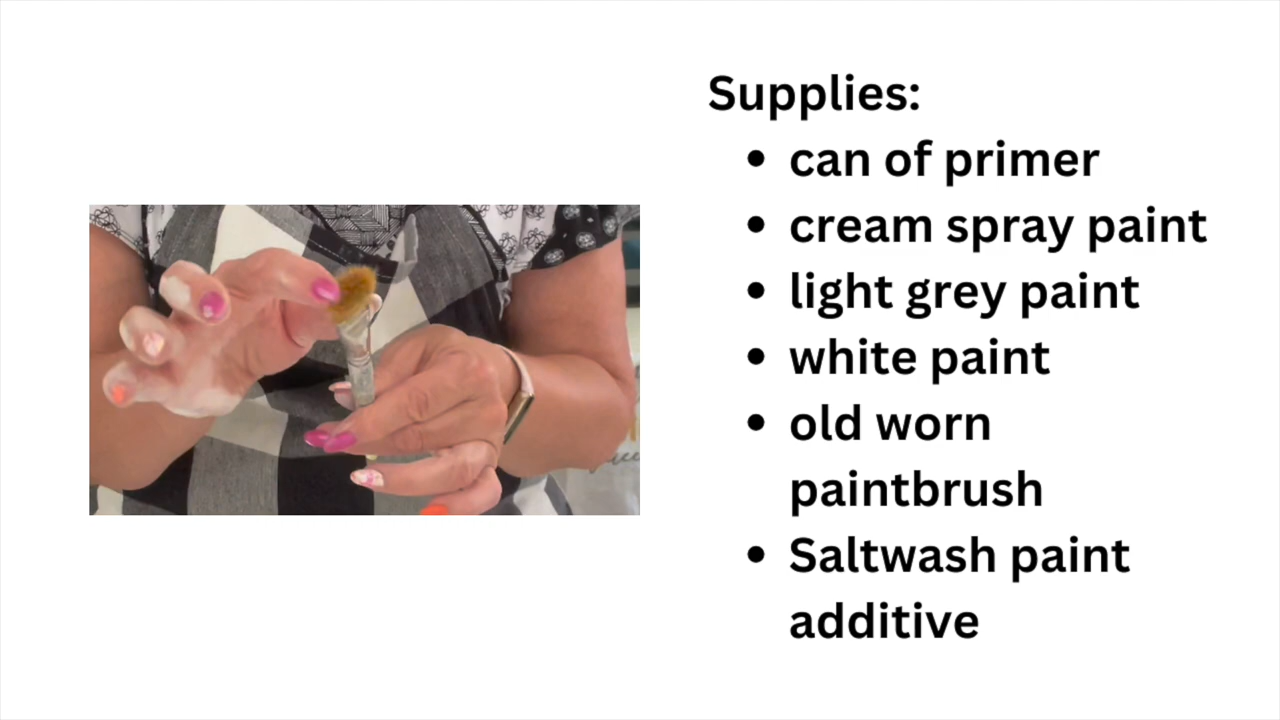 Supplies:
• can of primer
• cream spray paint
• light grey paint
• white paint
• old worn
paintbrush
• Saltwash paint
additive